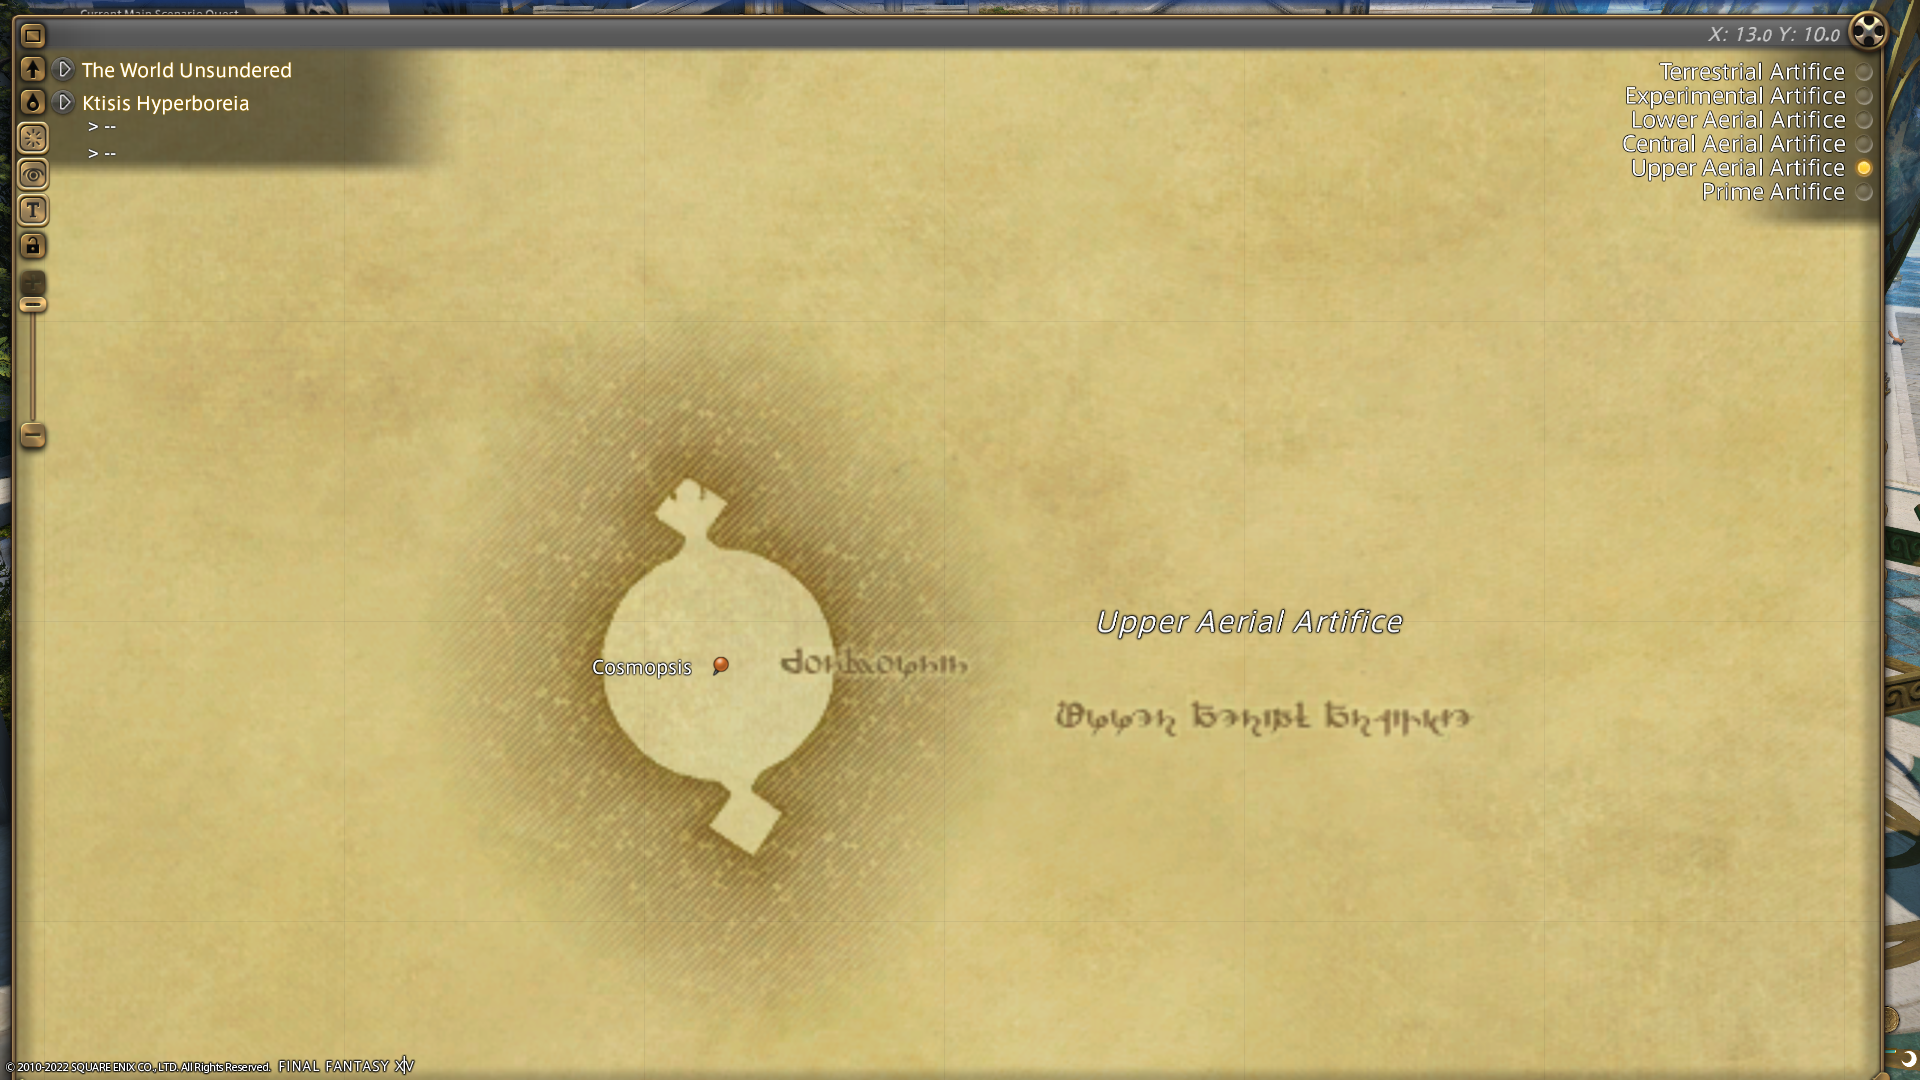 Current Main Scenario Quest
X: 13.0 Y: 10.0
The World Unsundered
Ktisis Hyperboreia
> --
> --
Terrestrial Artifice
Experimental Artifice
Lower Aerial Artifice
Central Aerial Artifice
Upper Aerial Artifice
Prime Artifice
T
Upper Aerial Artifice
Cosmopsis
© 2010-2022 SQUARE ENIX CO., LTD. All Rights Reserved. FINAL FANTASY XIV